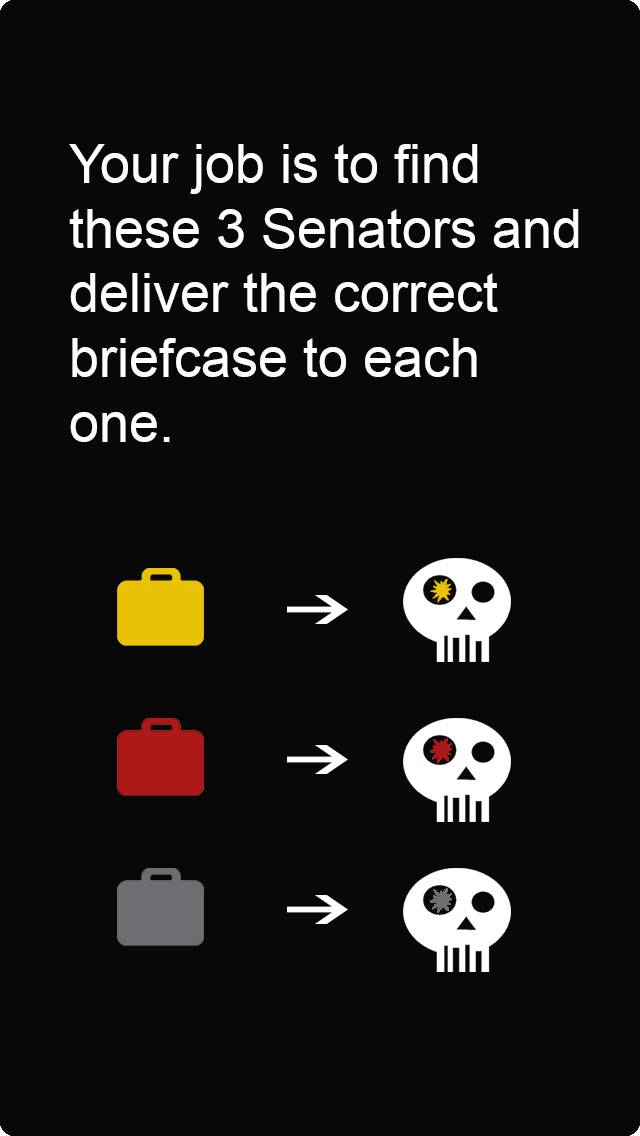 Your job is to find
these 3 Senators and
deliver the correct
briefcase to each
one.